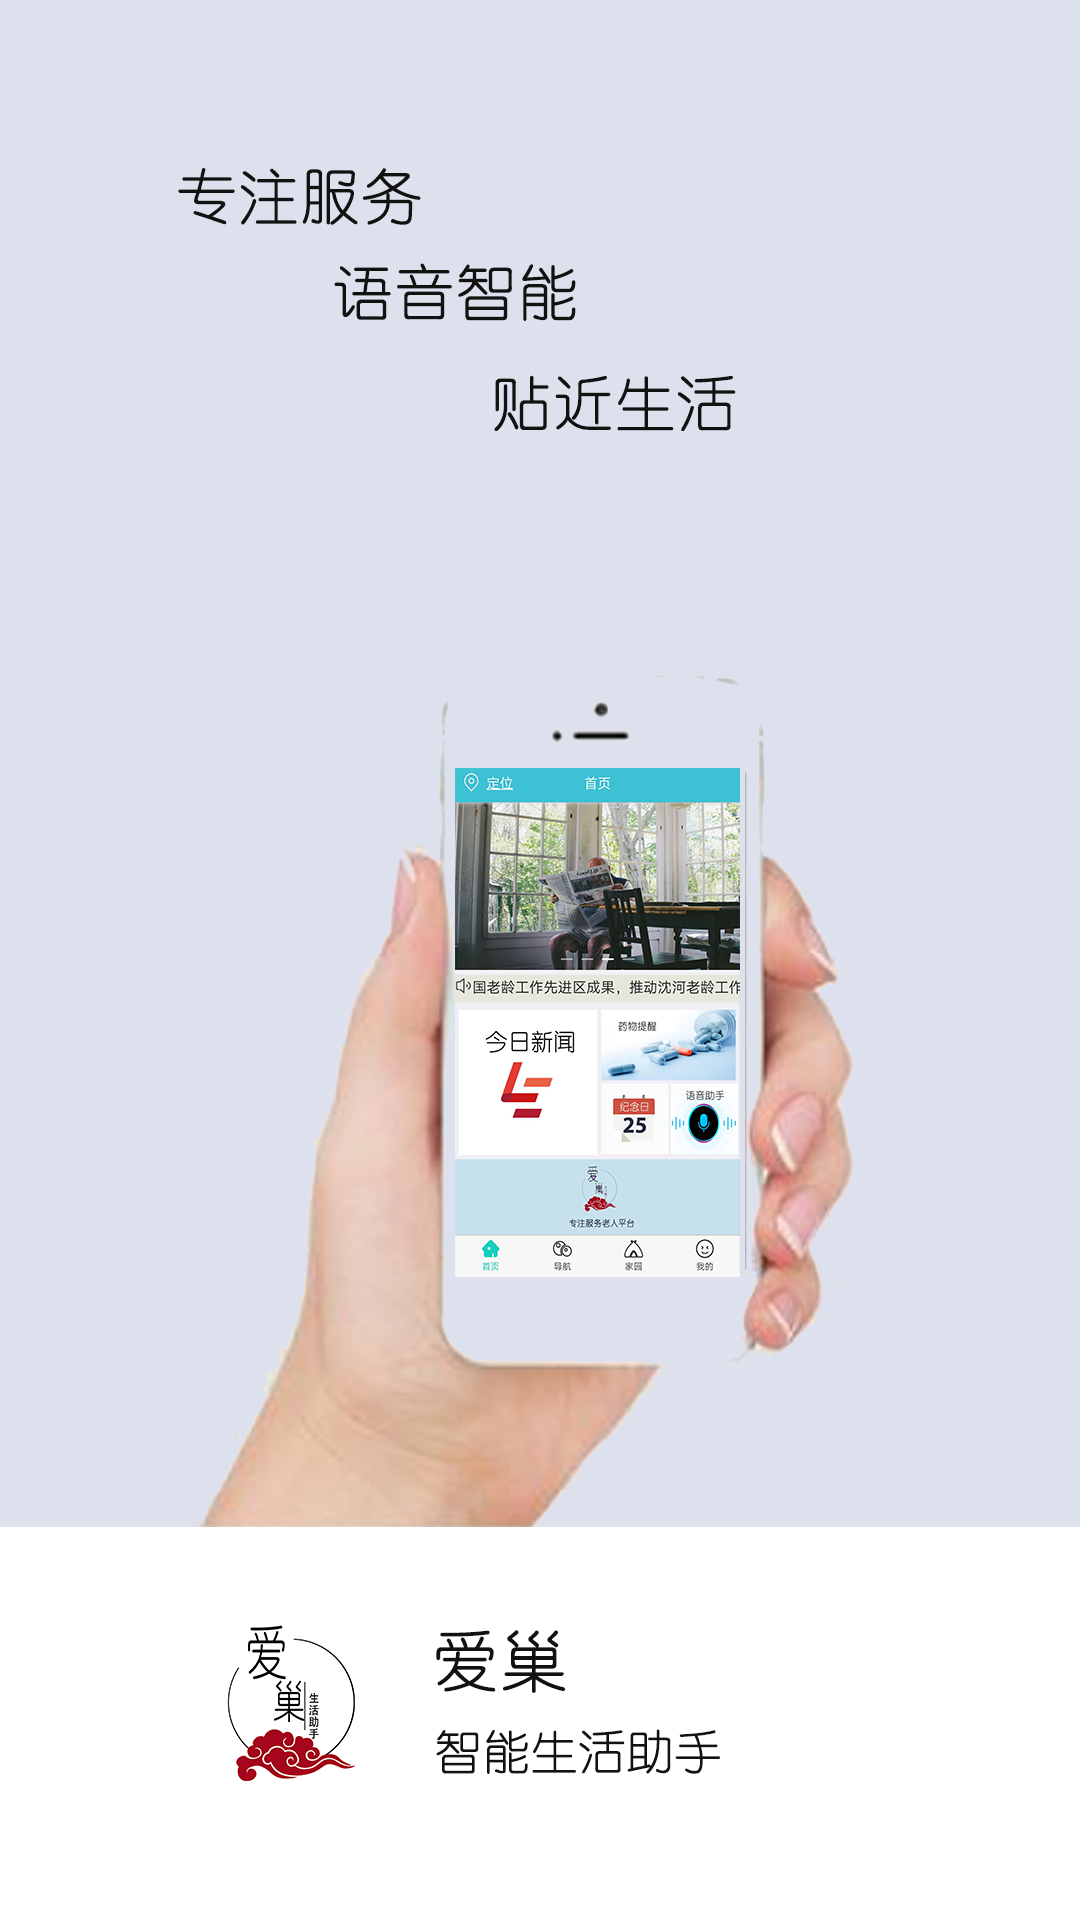 专注服务
语音智能
贴近生活
定位
首页
国老龄工作先进区成果，推动沈河老龄工作
今日新闻
药物提醒
纪念日
25
语音助手
爱巢
专注服务老人平台
首页
导航
家园
我的
爱巢
生活助手
爱巢
智能生活助手